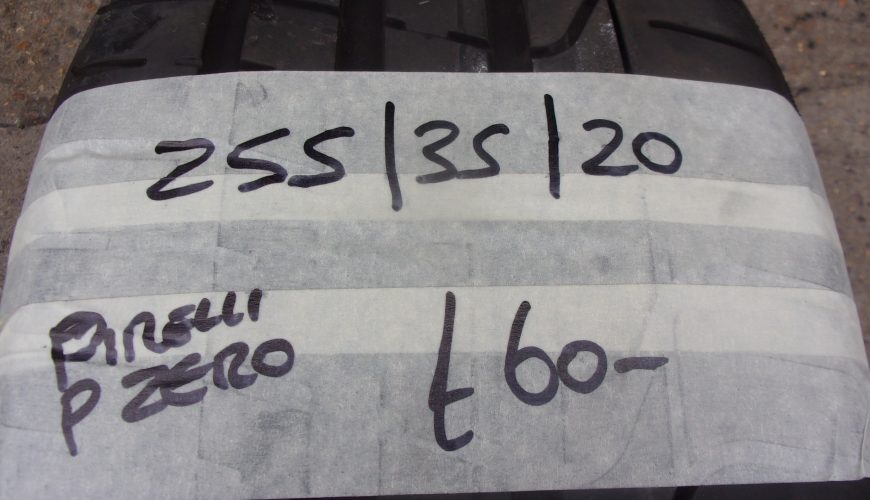 255/35/20
PIRELLI
P ZERO
£60-